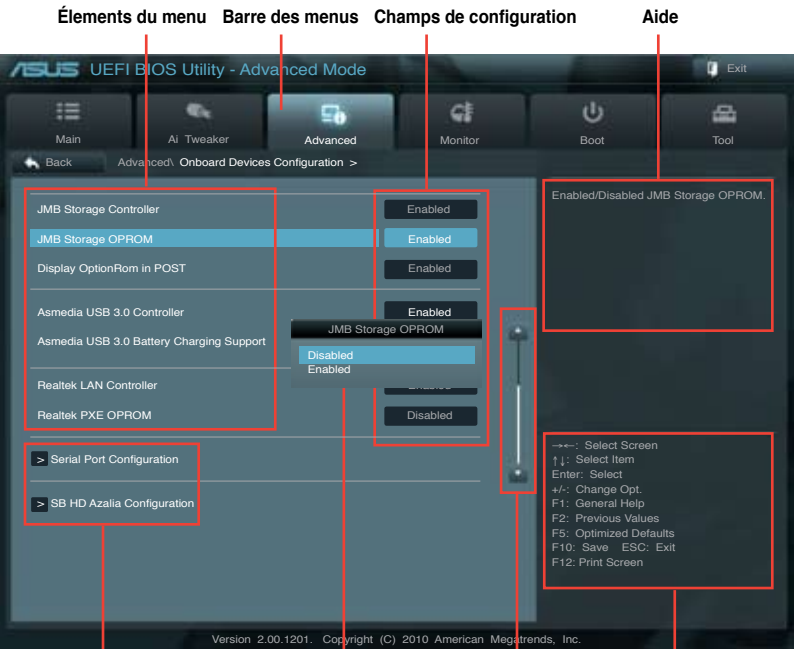 Élements du menu Barre des menus Champs de configuration Aide
ASUS UEFI BIOS Utility - Advanced Mode Exit
Main Ai Tweaker Advanced Monitor Boot Tool
Back Advanced\ Onboard Devices Configuration >
Enabled/Disabled JMB Storage OPROM.
JMB Storage Controller Enabled
JMB Storage OPROM Enabled
Display OptionRom in POST Enabled
Asmedia USB 3.0 Controller Enabled
JMB Storage OPROM
Asmedia USB 3.0 Battery Charging Support
Disabled
Enabled
Realtek LAN Controller
Realtek PXE OPROM Disabled
> Serial Port Configuration
> SB HD Azalia Configuration
→←: Select Screen
↑↓: Select Item
Enter: Select
+/-: Change Opt.
F1: General Help
F2: Previous Values
F5: Optimized Defaults
F10: Save ESC: Exit
F12: Print Screen
Version 2.00.1201. Copyright (C) 2010 American Megatrends, Inc.